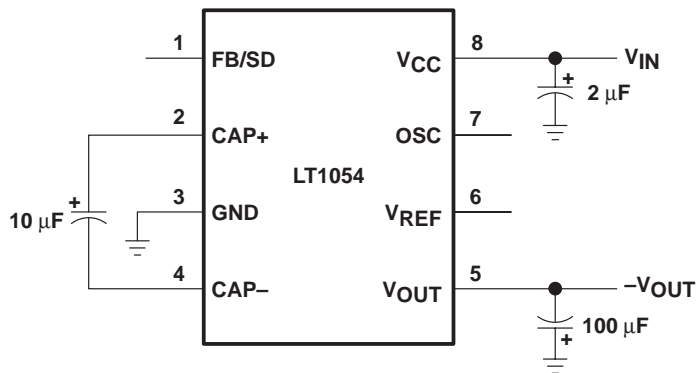 1 FB/SD VCC 8 VIN
+ 2 μF
2 CAP+ OSC 7
LT1054
+ 10 μF
3 GND VREF 6
4 CAP– VOUT 5 –VOUT
100 μF +